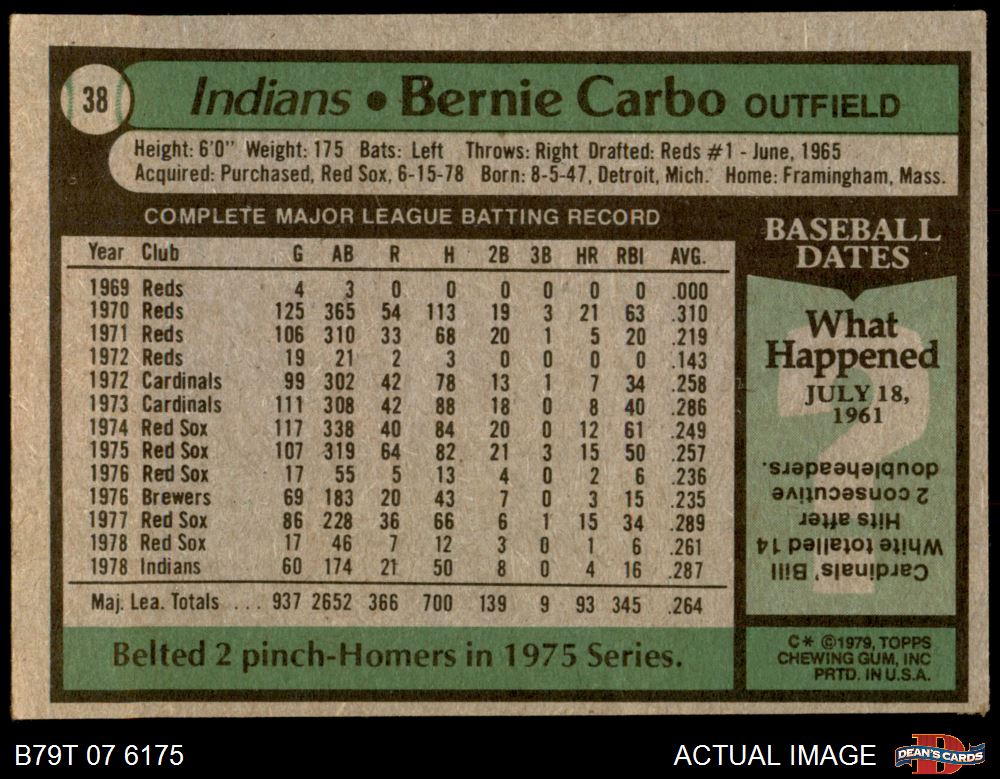 38
Indians • Bernie Carbo OUTFIELD
Height: 6'0" Weight: 175 Bats: Left Throws: Right Drafted: Reds #1 - June, 1965
Acquired: Purchased, Red Sox, 6-15-78 Born: 8-5-47, Detroit, Mich. Home: Framingham, Mass.
COMPLETE MAJOR LEAGUE BATTING RECORD
Year Club G AB R H 2B 3B HR RBI AVG.
1969 Reds 4 3 0 0 0 0 0 0 .000
1970 Reds 125 365 54 113 19 3 21 63 .310
1971 Reds 106 310 33 68 20 1 5 20 .219
1972 Reds 19 21 2 3 0 0 0 0 .143
1972 Cardinals 99 302 42 78 13 1 7 34 .258
1973 Cardinals 111 308 42 88 18 0 8 40 .286
1974 Red Sox 117 338 40 84 20 0 12 61 .249
1975 Red Sox 107 319 64 82 21 3 15 50 .257
1976 Red Sox 17 55 5 13 4 0 2 6 .236
1976 Brewers 69 183 20 43 7 0 3 15 .235
1977 Red Sox 86 228 36 66 6 1 15 34 .289
1978 Red Sox 17 46 7 12 3 0 1 6 .261
1978 Indians 60 174 21 50 8 0 4 16 .287
Maj. Lea. Totals ... 937 2652 366 700 139 9 93 345 .264
Belted 2 pinch-Homers in 1975 Series.
BASEBALL
DATES
What
Happened
JULY 18,
1961
Cardinals' Bill
White totalled 14
Hits after
2 consecutive
doubleheaders.
C* ©1979, TOPPS
CHEWING GUM, INC
PRTD. IN U.S.A.
B79T 07 6175
ACTUAL IMAGE
DEAN'S CARDS